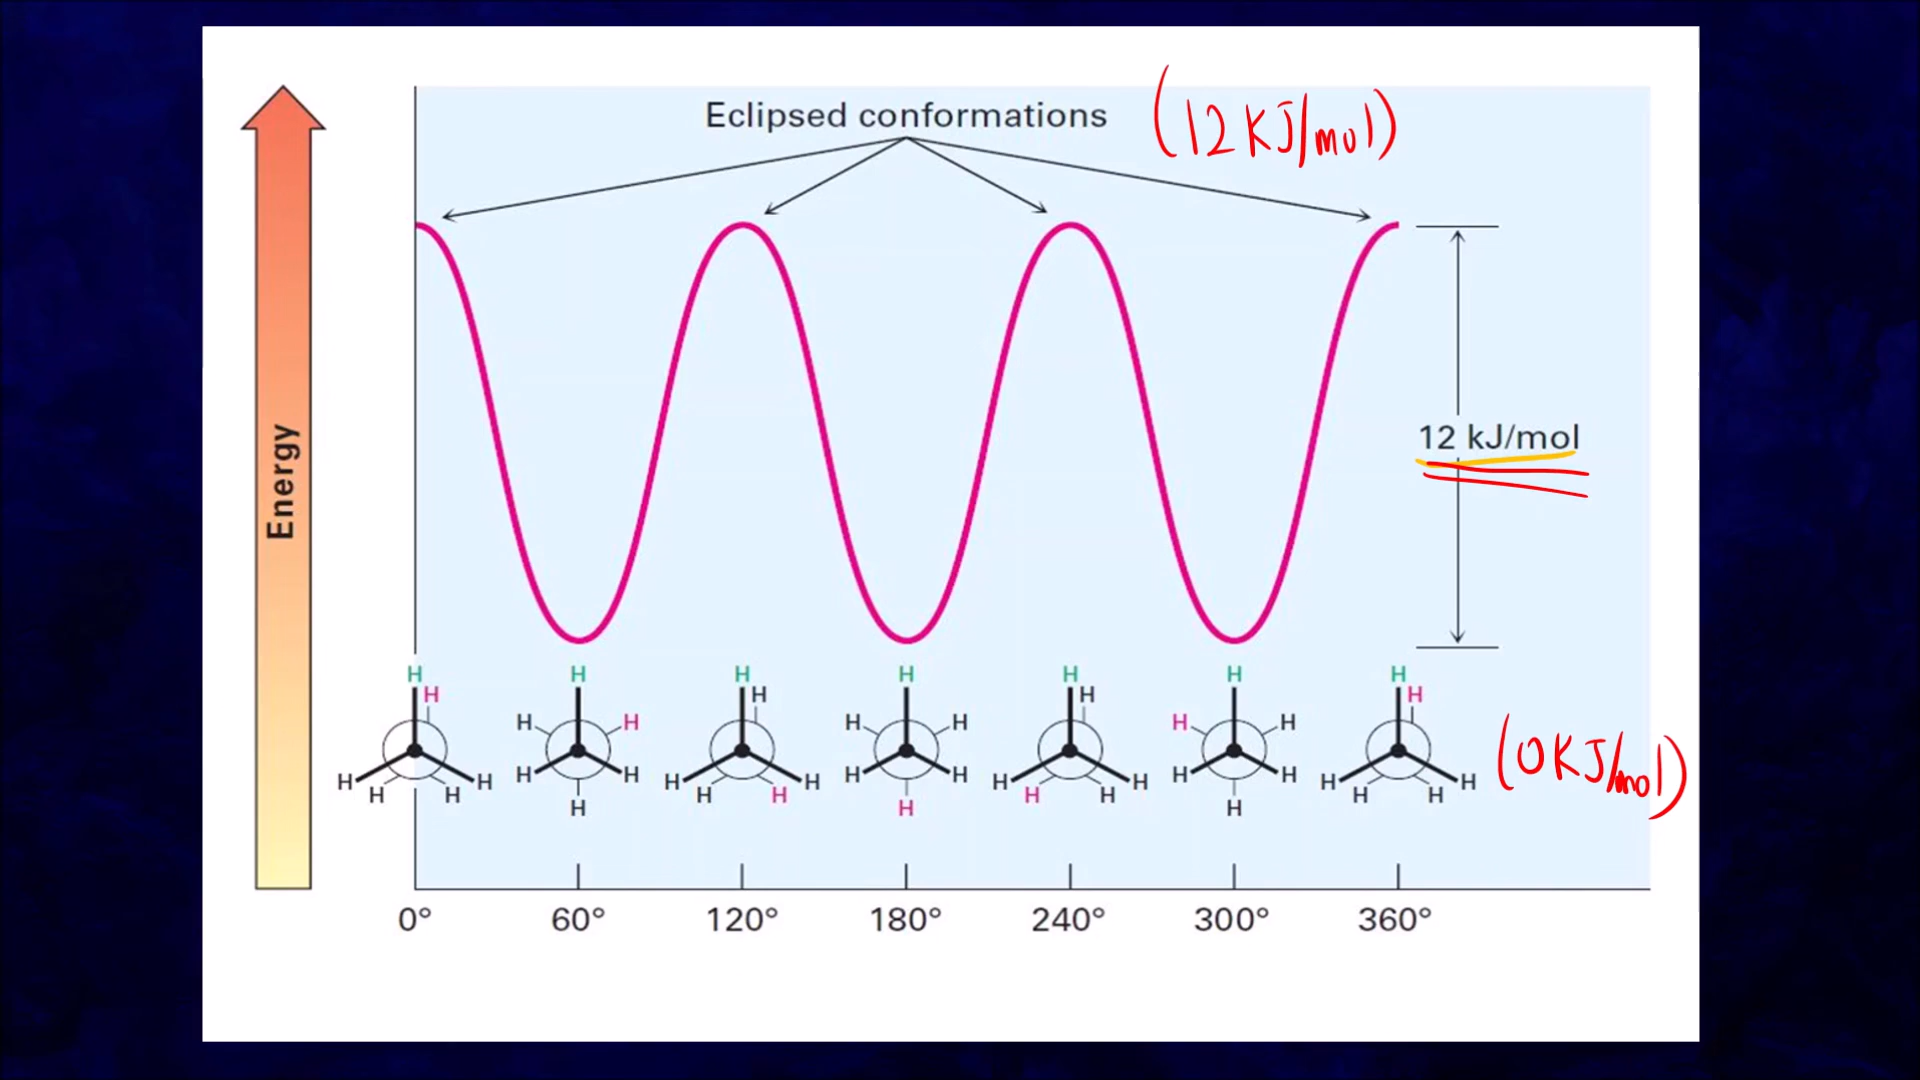 Eclipsed conformations (12 KJ/mol)
Energy
12 kJ/mol
H H H H H H H H H H
H H H H H H H H H H
H H H H H H H H H H H H H H
H H H H H H H H H H H
(0 KJ/mol)
0° 60° 120° 180° 240° 300° 360°